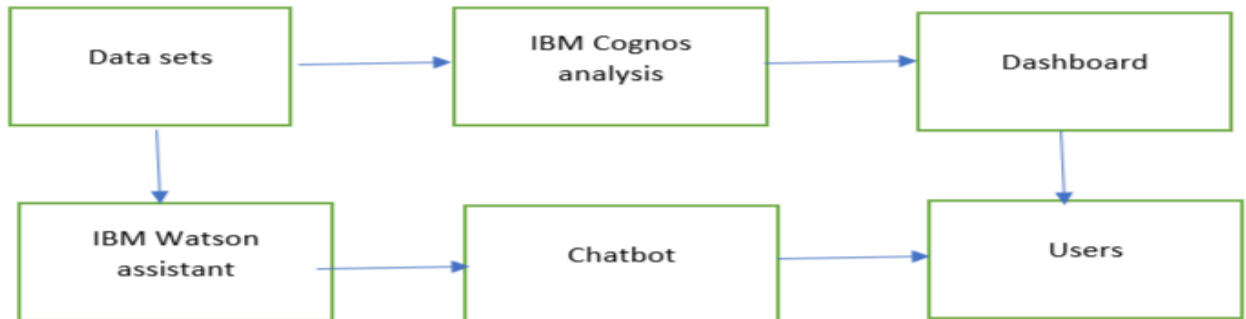 Data sets
IBM Cognos
analysis
Dashboard
IBM Watson
assistant
Chatbot
Users